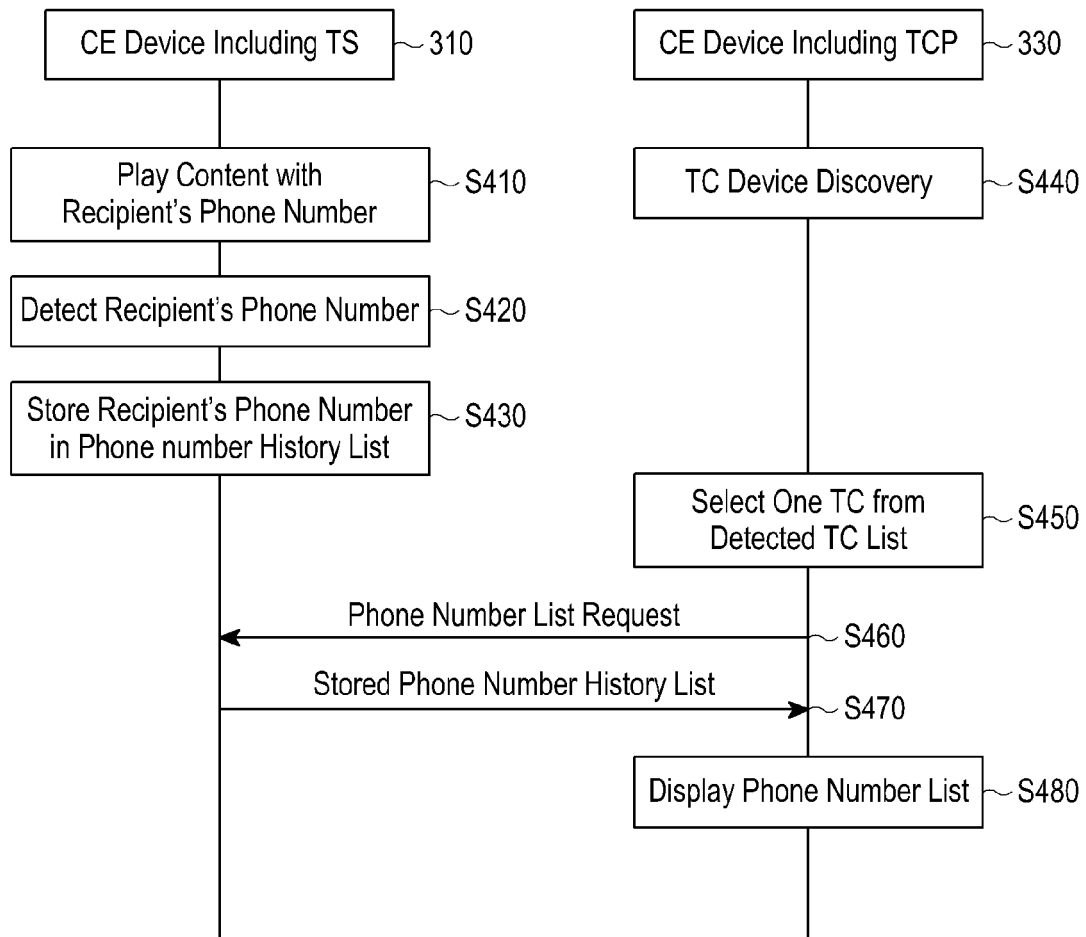 CE Device Including TS
310
CE Device Including TCP
330
Play Content with
Recipient's Phone Number
S410
TC Device Discovery
S440
Detect Recipient's Phone Number
S420
Store Recipient's Phone Number
in Phone number History List
S430
Select One TC from
Detected TC List
S450
Phone Number List Request
S460
Stored Phone Number History List
S470
Display Phone Number List
S480